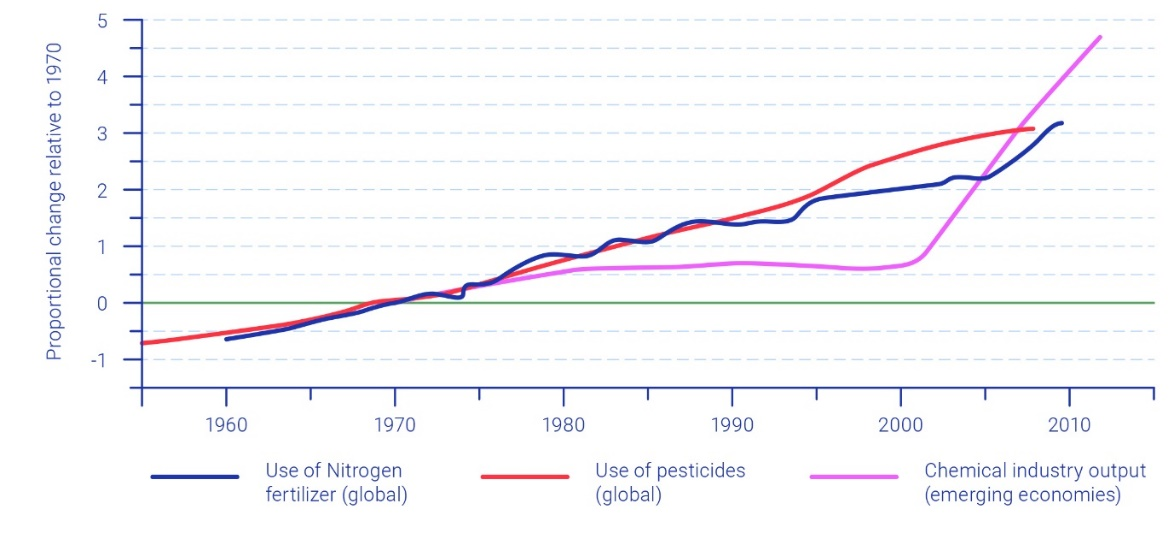 Proportional change relative to 1970
5
4
3
2
1
0
-1
1960 1970 1980 1990 2000 2010
Use of Nitrogen
fertilizer (global)
Use of pesticides
(global)
Chemical industry output
(emerging economies)